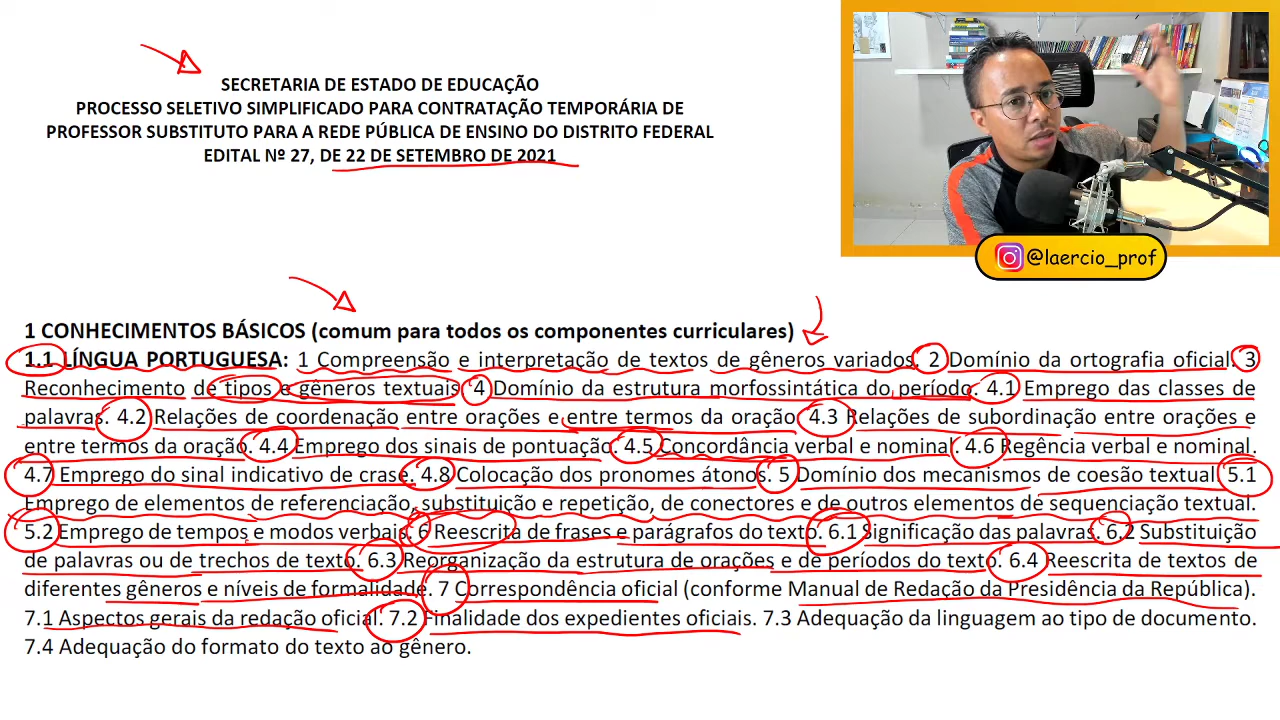 SECRETARIA DE ESTADO DE EDUCAÇÃO
PROCESSO SELETIVO SIMPLIFICADO PARA CONTRATAÇÃO TEMPORÁRIA DE
PROFESSOR SUBSTITUTO PARA A REDE PÚBLICA DE ENSINO DO DISTRITO FEDERAL
EDITAL Nº 27, DE 22 DE SETEMBRO DE 2021
@laercio_prof
1 CONHECIMENTOS BÁSICOS (comum para todos os componentes curriculares)
1.1 LÍNGUA PORTUGUESA: 1 Compreensão e interpretação de textos de gêneros variados. 2 Domínio da ortografia oficial. 3
Reconhecimento de tipos e gêneros textuais. 4 Domínio da estrutura morfossintática do período. 4.1 Emprego das classes de
palavras. 4.2 Relações de coordenação entre orações e entre termos da oração. 4.3 Relações de subordinação entre orações e
entre termos da oração. 4.4 Emprego dos sinais de pontuação. 4.5 Concordância verbal e nominal. 4.6 Regência verbal e nominal.
4.7 Emprego do sinal indicativo de crase. 4.8 Colocação dos pronomes átonos. 5 Domínio dos mecanismos de coesão textual. 5.1
Emprego de elementos de referenciação, substituição e repetição, de conectores e de outros elementos de sequenciação textual.
5.2 Emprego de tempos e modos verbais. 6 Reescrita de frases e parágrafos do texto. 6.1 Significação das palavras. 6.2 Substituição
de palavras ou de trechos de texto. 6.3 Reorganização da estrutura de orações e de períodos do texto. 6.4 Reescrita de textos de
diferentes gêneros e níveis de formalidade. 7 Correspondência oficial (conforme Manual de Redação da Presidência da República).
7.1 Aspectos gerais da redação oficial. 7.2 Finalidade dos expedientes oficiais. 7.3 Adequação da linguagem ao tipo de documento.
7.4 Adequação do formato do texto ao gênero.